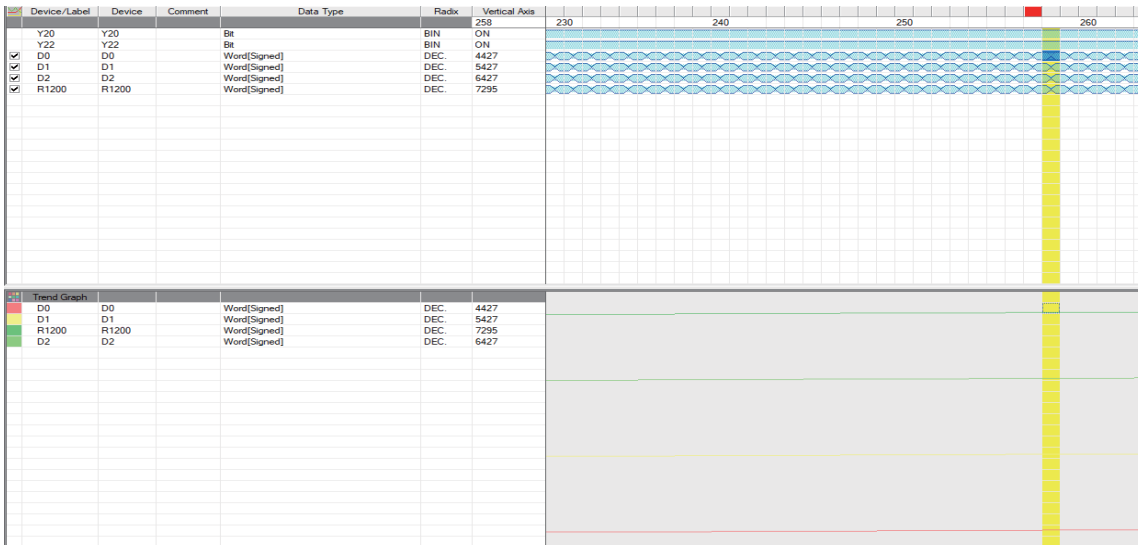 Device/Label Device Comment Data Type Radix Vertical Axis
258 230 240 250 260
Y20 Y20 Bit BIN ON
Y22 Y22 Bit BIN ON
D0 D0 Word[Signed] DEC. 4427
D1 D1 Word[Signed] DEC. 5427
D2 D2 Word[Signed] DEC. 6427
R1200 R1200 Word[Signed] DEC. 7295
Trend Graph
D0 D0 Word[Signed] DEC. 4427
D1 D1 Word[Signed] DEC. 5427
R1200 R1200 Word[Signed] DEC. 7295
D2 D2 Word[Signed] DEC. 6427